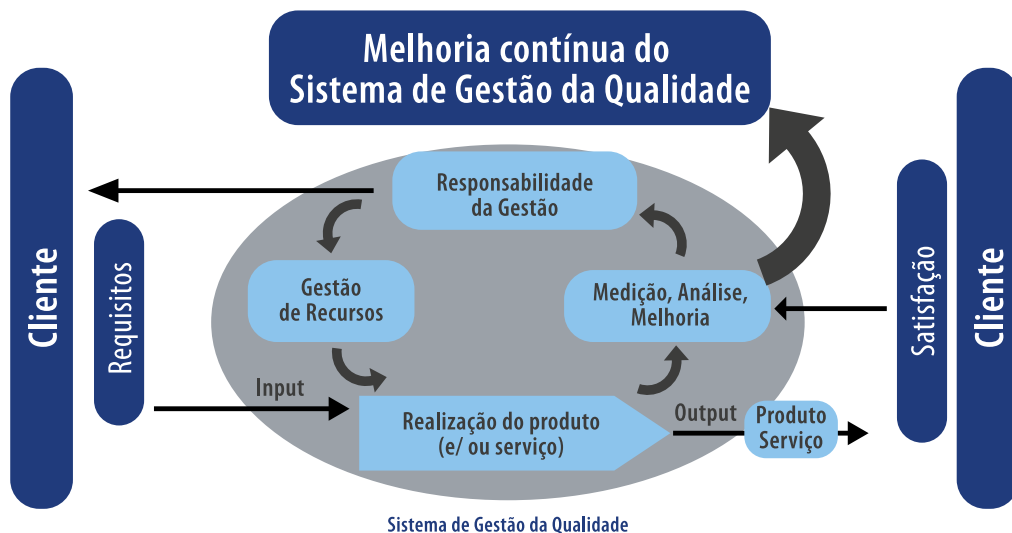 Melhoria contínua do
Sistema de Gestão da Qualidade
Cliente
Requisitos
Responsabilidade
da Gestão
Gestão
de Recursos
Medição, Análise,
Melhoria
Input
Realização do produto
(e/ ou serviço)
Output
Produto
Serviço
Satisfação
Cliente
Sistema de Gestão da Qualidade